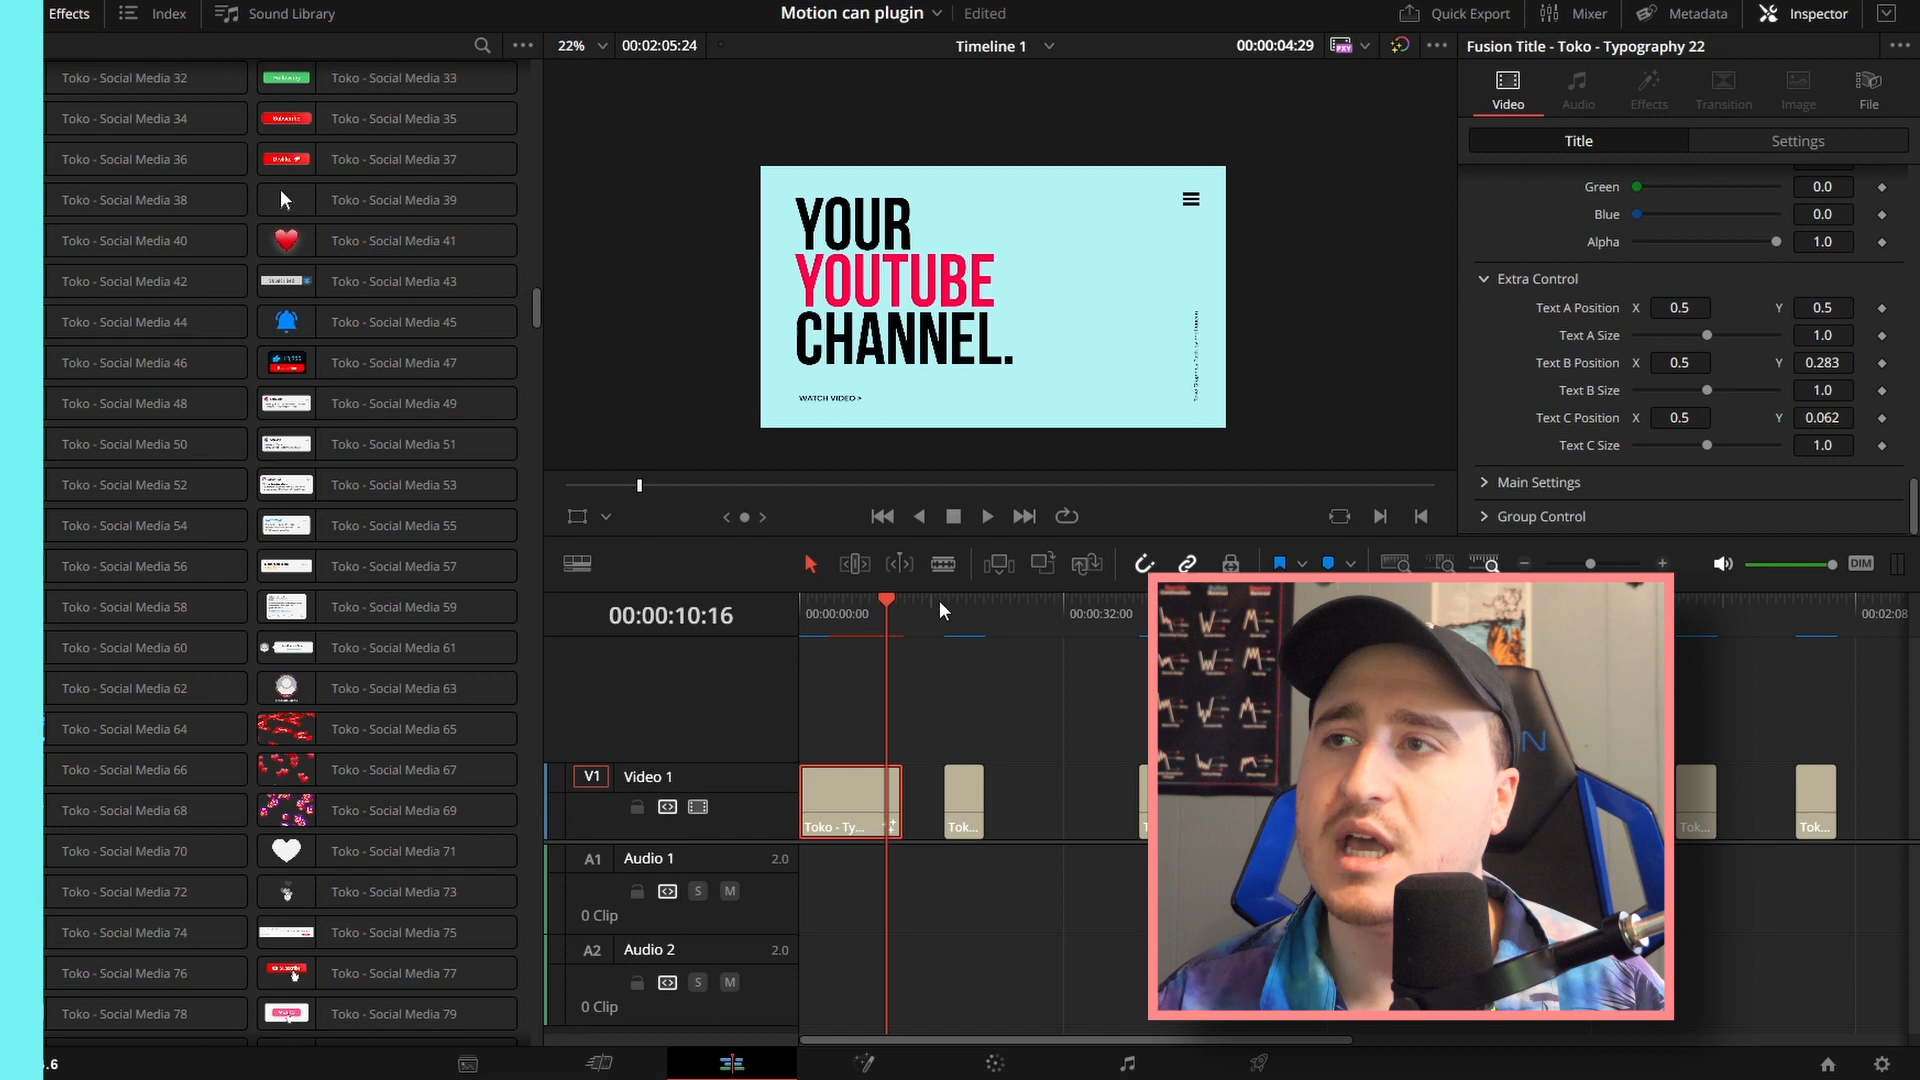 Effects
Index
Sound Library
Motion can plugin
Edited
Quick Export
Mixer
Metadata
Inspector
22%
00:02:05:24
Timeline 1
00:00:04:29
Fusion Title - Toko - Typography 22
Video
Audio
Effects
Transition
Image
File
Title
Settings
Toko - Social Media 32
Toko - Social Media 33
Toko - Social Media 34
Toko - Social Media 35
Toko - Social Media 36
Toko - Social Media 37
Toko - Social Media 38
Toko - Social Media 39
Toko - Social Media 40
Toko - Social Media 41
Toko - Social Media 42
Toko - Social Media 43
Toko - Social Media 44
Toko - Social Media 45
Toko - Social Media 46
Toko - Social Media 47
Toko - Social Media 48
Toko - Social Media 49
Toko - Social Media 50
Toko - Social Media 51
Toko - Social Media 52
Toko - Social Media 53
Toko - Social Media 54
Toko - Social Media 55
Toko - Social Media 56
Toko - Social Media 57
Toko - Social Media 58
Toko - Social Media 59
Toko - Social Media 60
Toko - Social Media 61
Toko - Social Media 62
Toko - Social Media 63
Toko - Social Media 64
Toko - Social Media 65
Toko - Social Media 66
Toko - Social Media 67
Toko - Social Media 68
Toko - Social Media 69
Toko - Social Media 70
Toko - Social Media 71
Toko - Social Media 72
Toko - Social Media 73
Toko - Social Media 74
Toko - Social Media 75
Toko - Social Media 76
Toko - Social Media 77
Toko - Social Media 78
Toko - Social Media 79
YOUR
YOUTUBE
CHANNEL.
WATCH VIDEO >
Green 0.0
Blue 0.0
Alpha 1.0
Extra Control
Text A Position X 0.5 Y 0.5
Text A Size 1.0
Text B Position X 0.5 Y 0.283
Text B Size 1.0
Text C Position X 0.5 Y 0.062
Text C Size 1.0
Main Settings
Group Control
DIM
00:00:10:16
00:00:00:00
00:00:32:00
00:02:08
V1 Video 1
Toko - Ty...
Tok...
Tok...
Tok...
A1 Audio 1 2.0
S M
0 Clip
A2 Audio 2 2.0
S M
0 Clip
.6